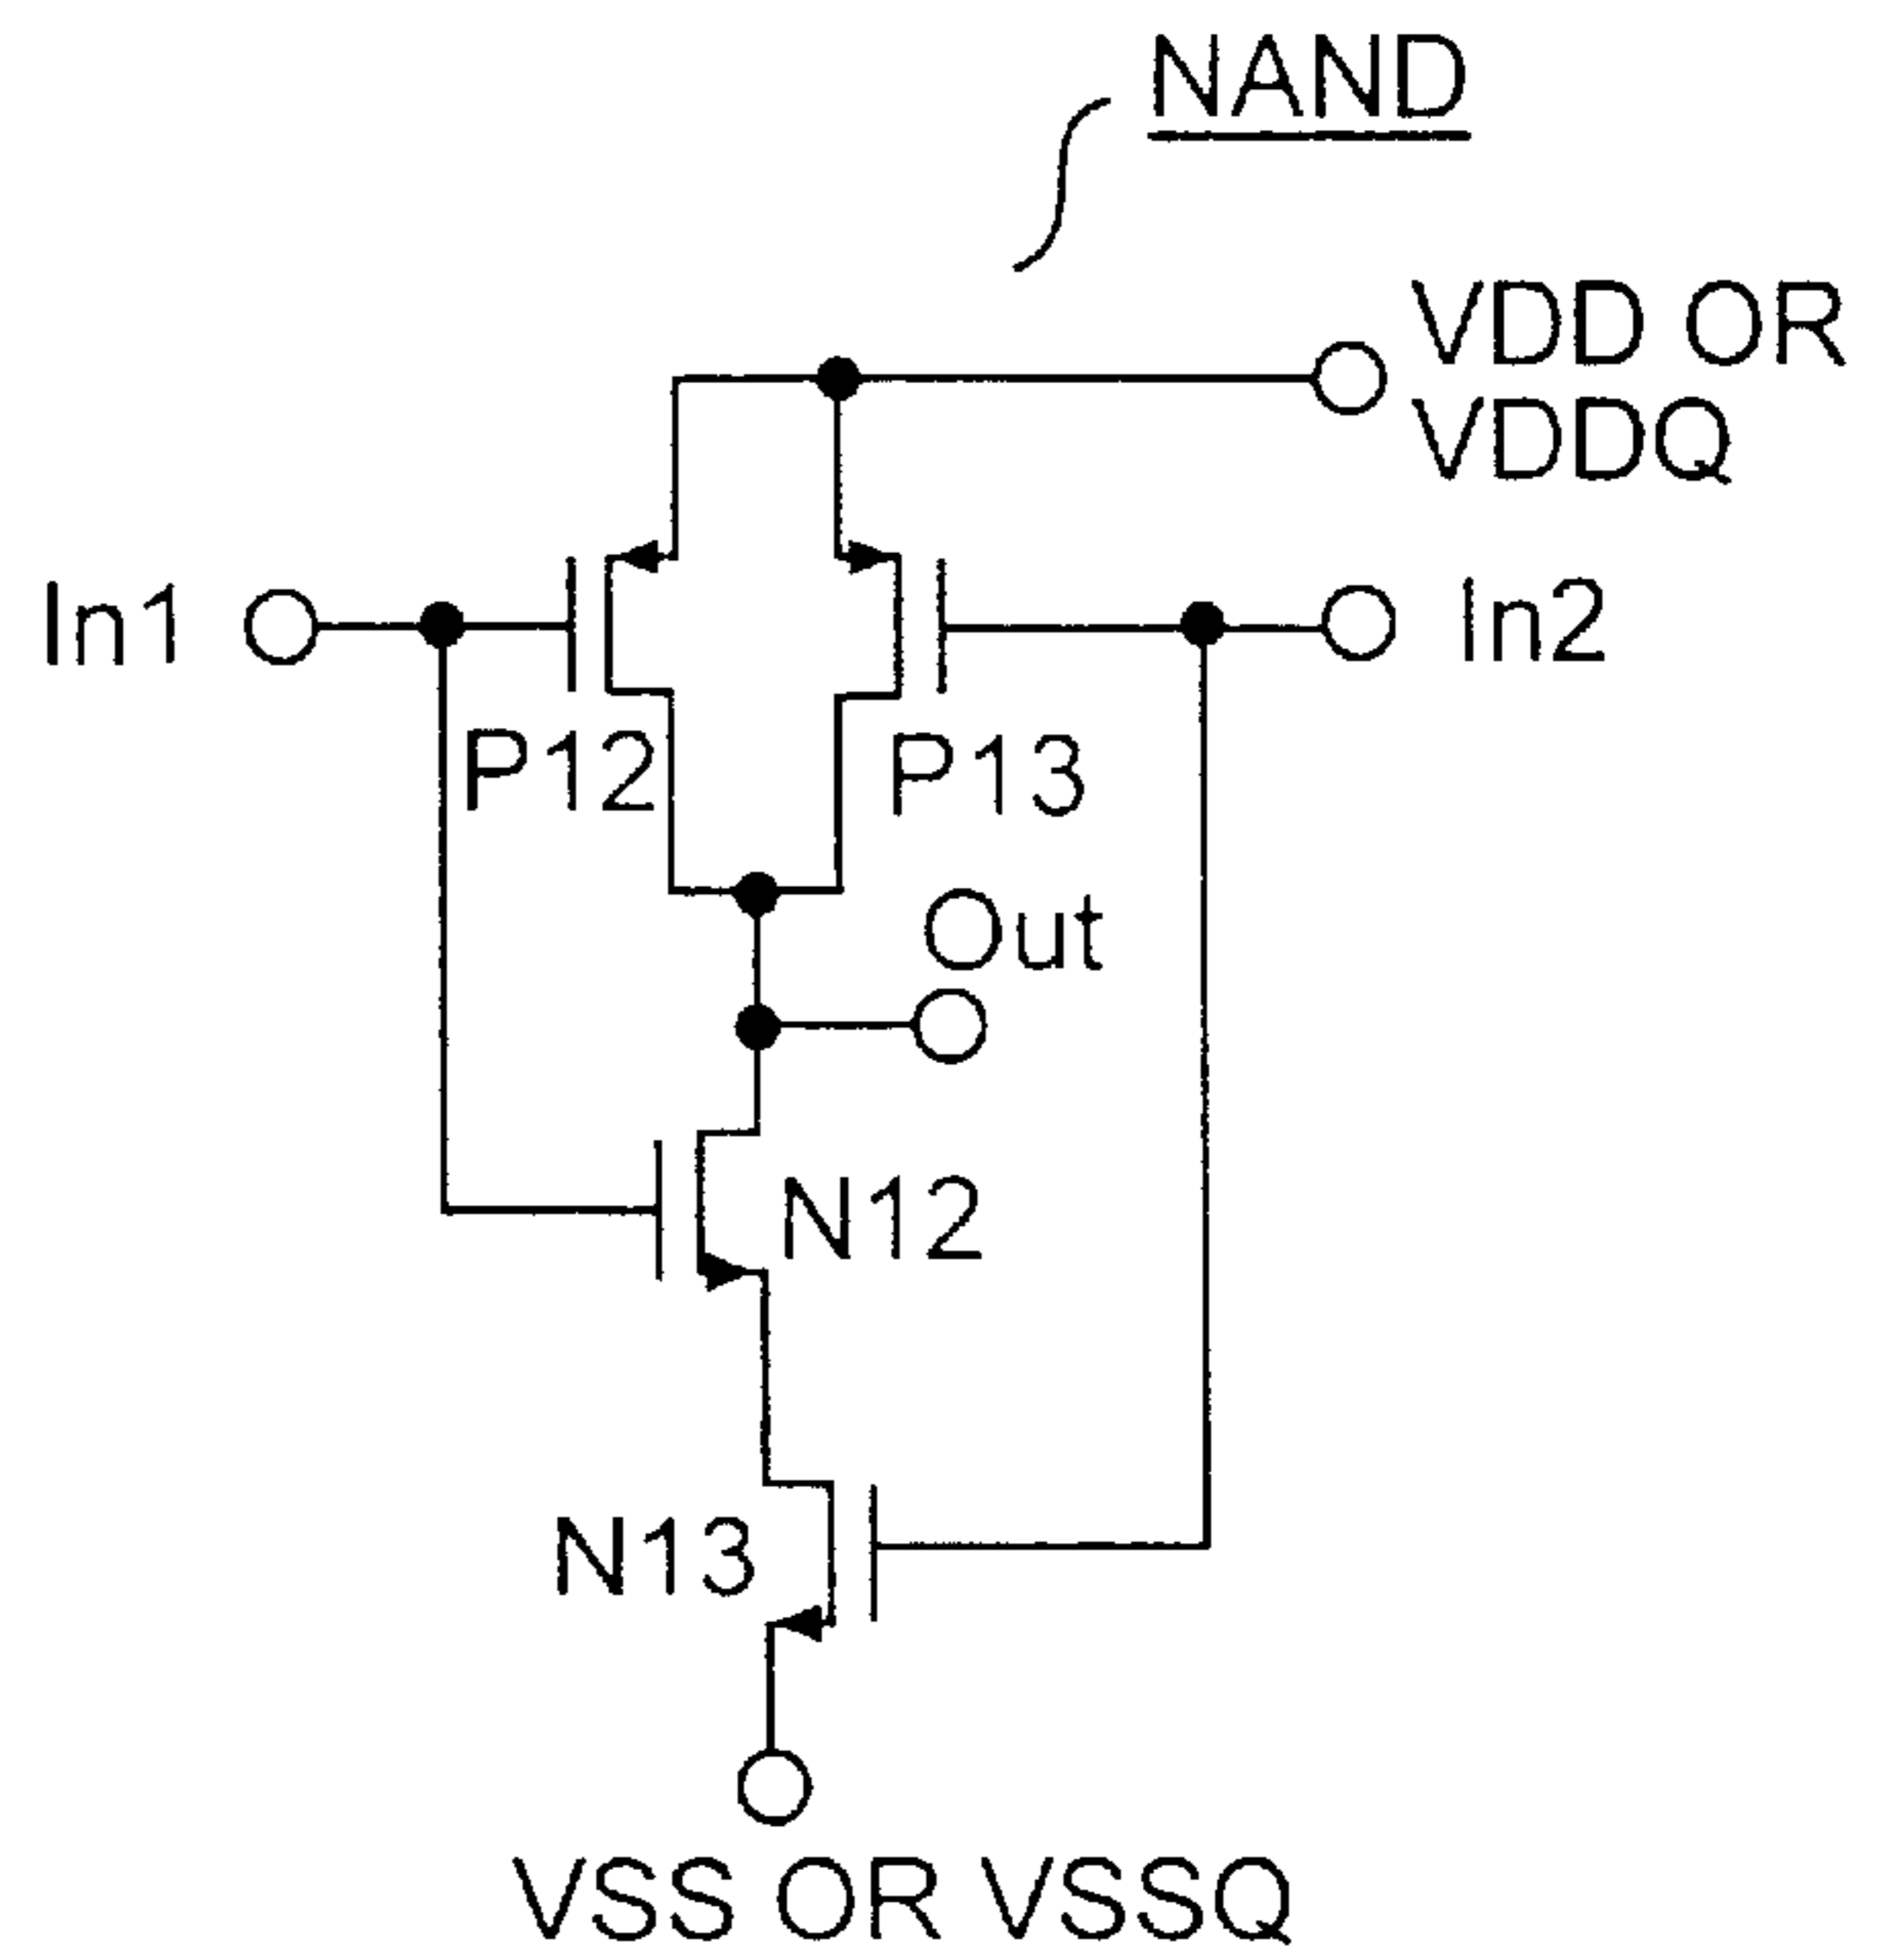 NAND
VDD OR
VDDQ
In1
In2
P12
P13
Out
N12
N13
VSS OR VSSQ